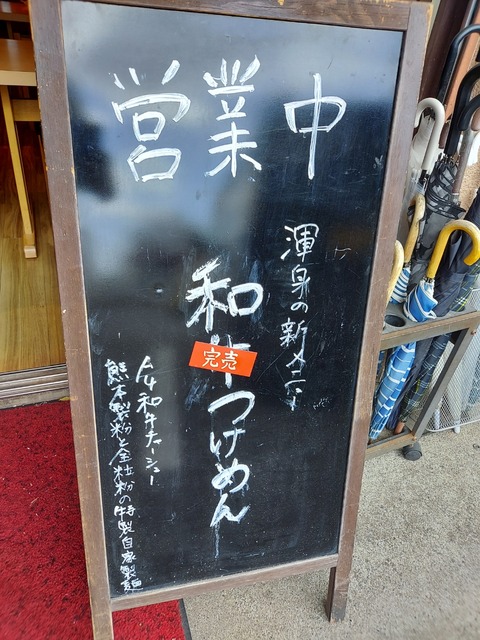 営業中
渾身の新メニュー
和牛つけめん
完売
A4和牛チャーシュー
熊本製粉と全粒粉の特製自家製麺